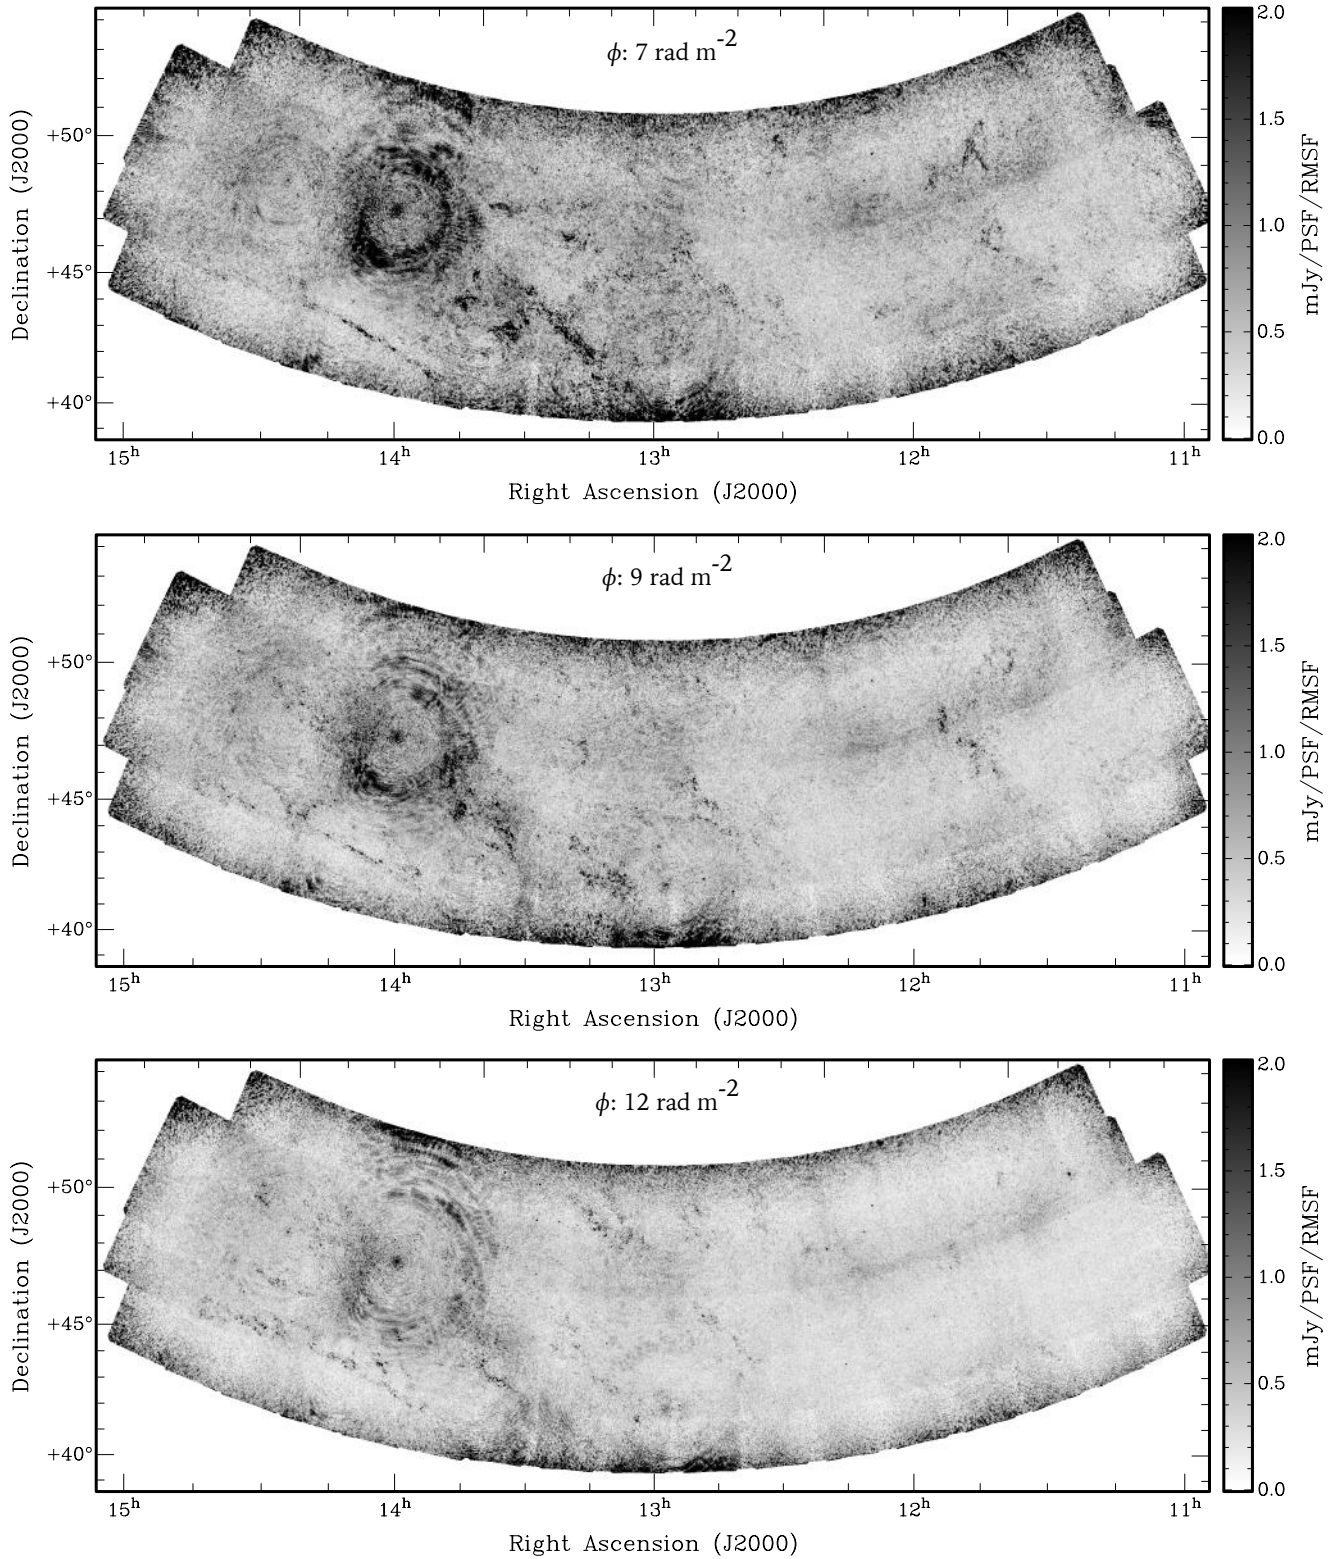 ϕ: 7 rad m-2
2.0
1.5
1.0
0.5
0.0
mJy/PSF/RMSF
+50°
+45°
+40°
Declination (J2000)
15h 14h 13h 12h 11h
Right Ascension (J2000)
ϕ: 9 rad m-2
2.0
1.5
1.0
0.5
0.0
mJy/PSF/RMSF
+50°
+45°
+40°
Declination (J2000)
15h 14h 13h 12h 11h
Right Ascension (J2000)
ϕ: 12 rad m-2
2.0
1.5
1.0
0.5
0.0
mJy/PSF/RMSF
+50°
+45°
+40°
Declination (J2000)
15h 14h 13h 12h 11h
Right Ascension (J2000)